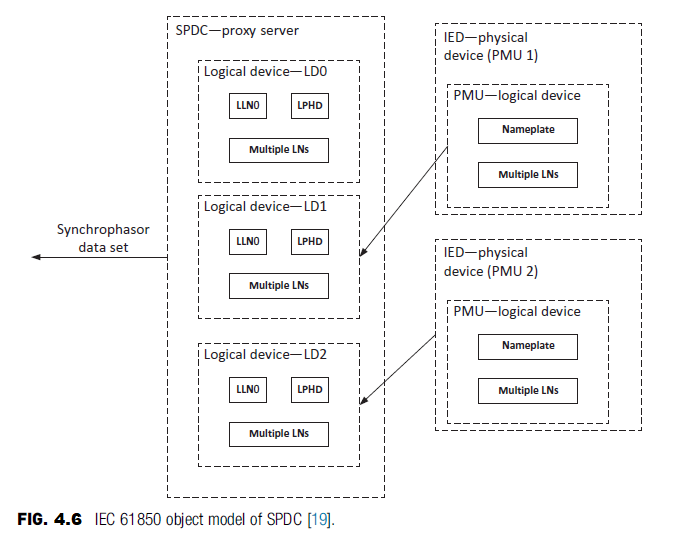 SPDC—proxy server
Logical device—LD0
LLN0
LPHD
Multiple LNs
Logical device—LD1
LLN0
LPHD
Multiple LNs
Logical device—LD2
LLN0
LPHD
Multiple LNs
Synchrophasor
data set
IED—physical
device (PMU 1)
PMU—logical device
Nameplate
Multiple LNs
IED—physical
device (PMU 2)
PMU—logical device
Nameplate
Multiple LNs
FIG. 4.6 IEC 61850 object model of SPDC [19].